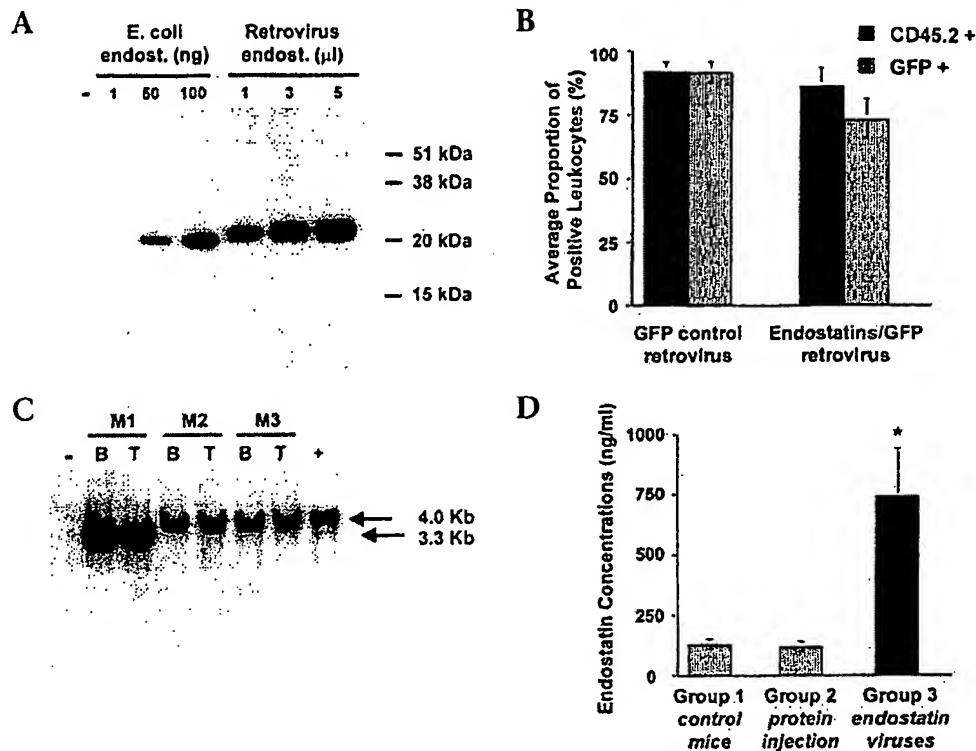 A
E. coli
endost. (ng)
Retrovirus
endost. (µl)
- 1 50 100 1 3 5
51 kDa
38 kDa
20 kDa
15 kDa
B
CD45.2 +
GFP +
Average Proportion of
Positive Leukocytes (%)
100
75
50
25
0
GFP control
retrovirus
Endostatins/GFP
retrovirus
C
M1 M2 M3
- B T B T B T +
4.0 Kb
3.3 Kb
D
Endostatin Concentrations (ng/ml)
1000
750
500
250
0
*
Group 1
control
mice
Group 2
protein
injection
Group 3
endostatin
viruses